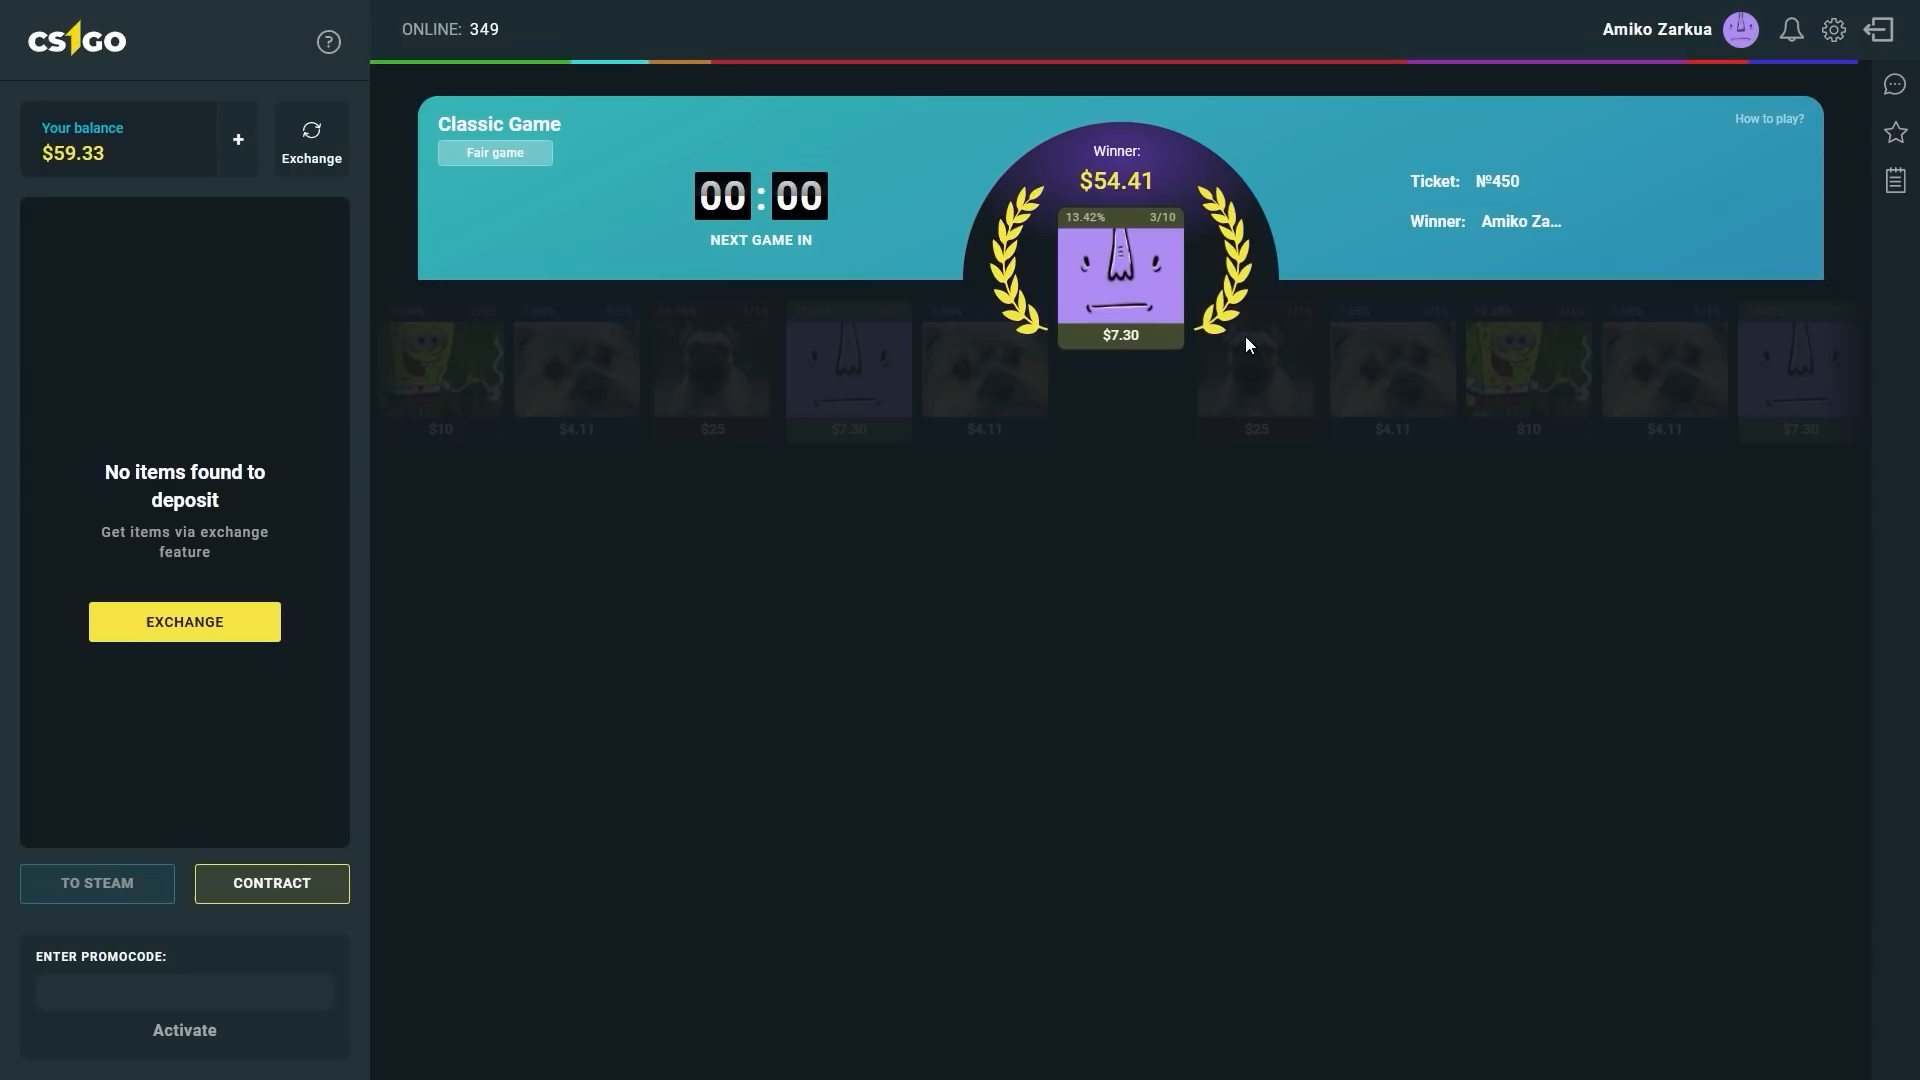 CS1GO
ONLINE: 349
Amiko Zarkua
Your balance
$59.33
+
Exchange
Classic Game
Fair game
How to play?
00:00
NEXT GAME IN
Winner:
$54.41
13.42% 3/10
$7.30
Ticket: №450
Winner: Amiko Za...
$10
$4.11
$25
$7.30
$4.11
$25
$4.11
$10
$4.11
$7.30
No items found to
deposit
Get items via exchange
feature
EXCHANGE
TO STEAM
CONTRACT
ENTER PROMOCODE:
Activate